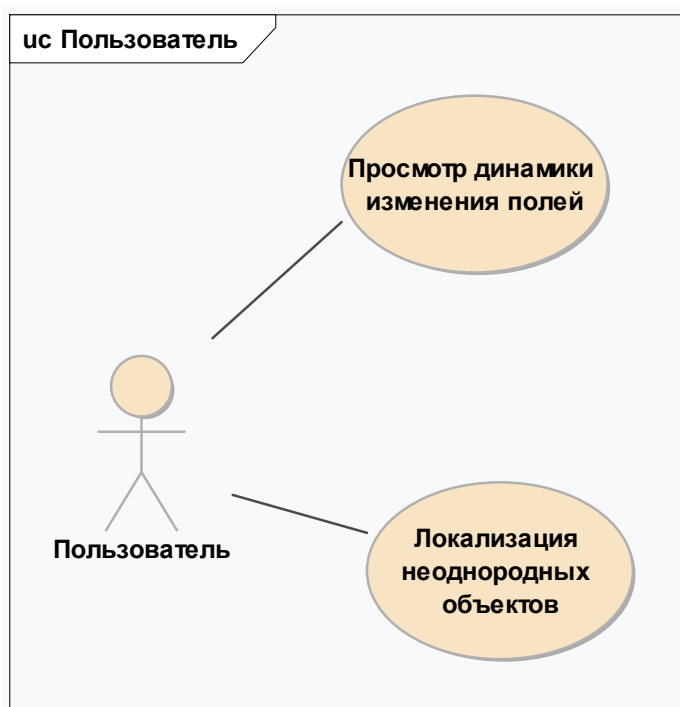 uc Пользователь
Просмотр динамики
изменения полей
Пользователь
Локализация
неоднородных
объектов